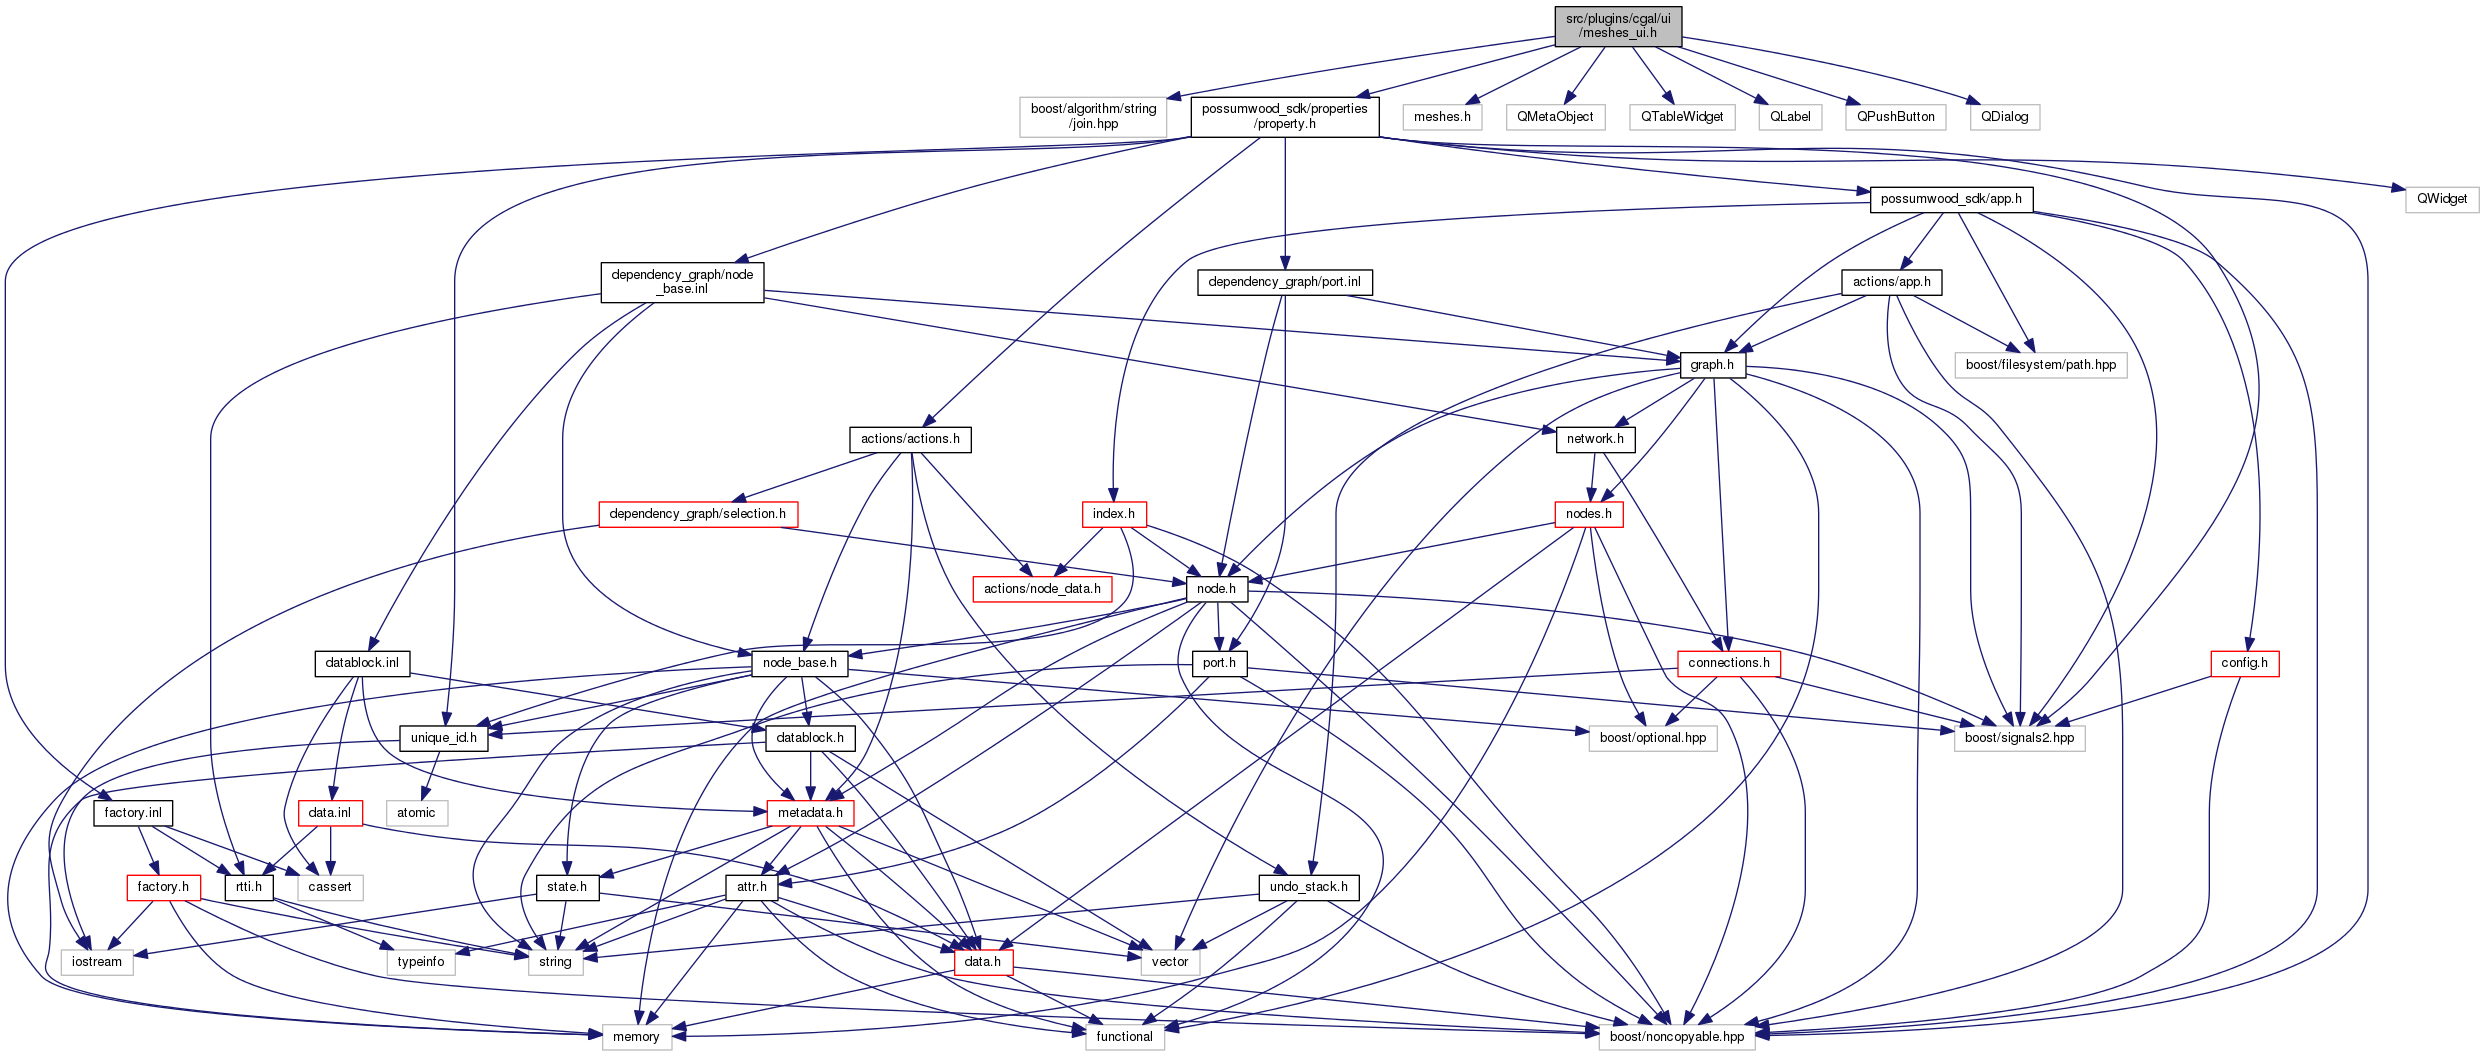 src/plugins/cgal/ui
/meshes_ui.h
boost/algorithm/string
/join.hpp
possumwood_sdk/properties
/property.h
meshes.h
QMetaObject
QTableWidget
QLabel
QPushButton
QDialog
possumwood_sdk/app.h
QWidget
dependency_graph/node
_base.inl
dependency_graph/port.inl
actions/app.h
graph.h
boost/filesystem/path.hpp
actions/actions.h
network.h
dependency_graph/selection.h
index.h
nodes.h
actions/node_data.h
node.h
datablock.inl
node_base.h
port.h
connections.h
config.h
unique_id.h
datablock.h
boost/optional.hpp
boost/signals2.hpp
factory.inl
data.inl
atomic
metadata.h
factory.h
rtti.h
cassert
state.h
attr.h
undo_stack.h
iostream
typeinfo
string
data.h
vector
memory
functional
boost/noncopyable.hpp